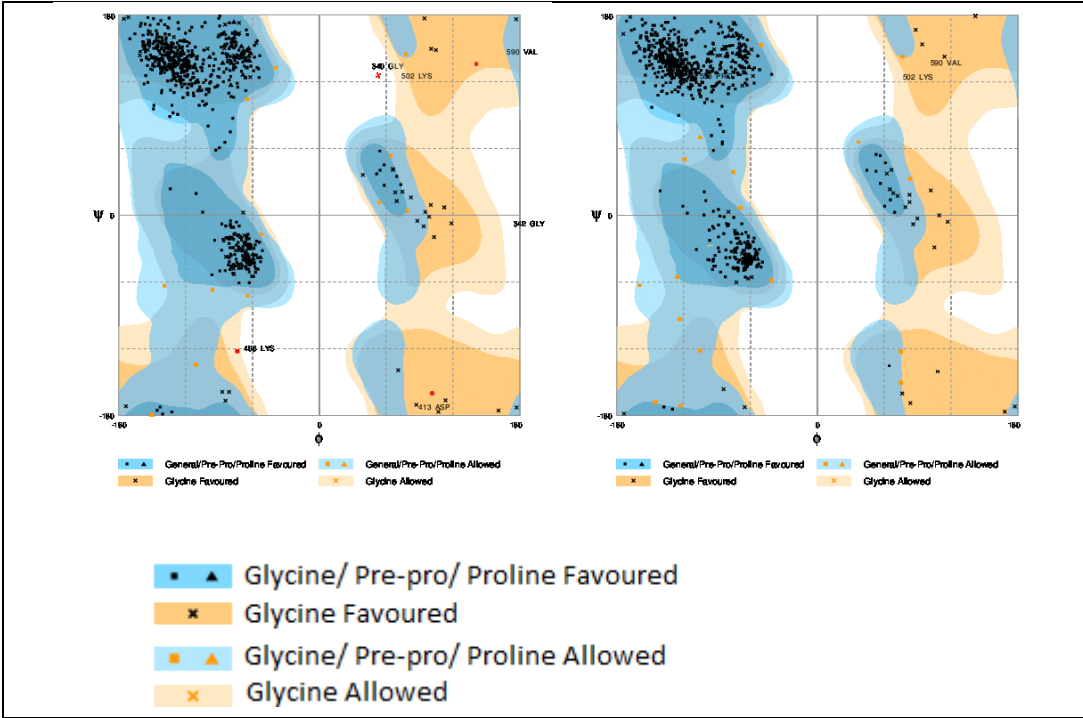 180
590 VAL
349 GLY
502 LYS
Ψ 0
342 GLY
486 LYS
413 ASP
-180
-180 0 180
Φ
General/Pre-Pro/Proline Favoured General/Pre-Pro/Proline Allowed
Glycine Favoured Glycine Allowed
180
590 VAL
502 LYS
Ψ 0
-180
-180 0 180
Φ
General/Pre-Pro/Proline Favoured General/Pre-Pro/Proline Allowed
Glycine Favoured Glycine Allowed
Glycine/ Pre-pro/ Proline Favoured
Glycine Favoured
Glycine/ Pre-pro/ Proline Allowed
Glycine Allowed